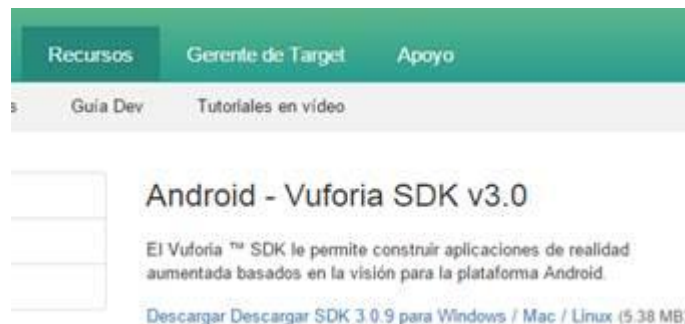 Recursos Gerente de Target Apoyo
s Guía Dev Tutoriales en vídeo
Android - Vuforia SDK v3.0
El Vuforia ™ SDK le permite construir aplicaciones de realidad
aumentada basados en la visión para la plataforma Android.
Descargar Descargar SDK 3.0.9 para Windows / Mac / Linux (5.38 MB